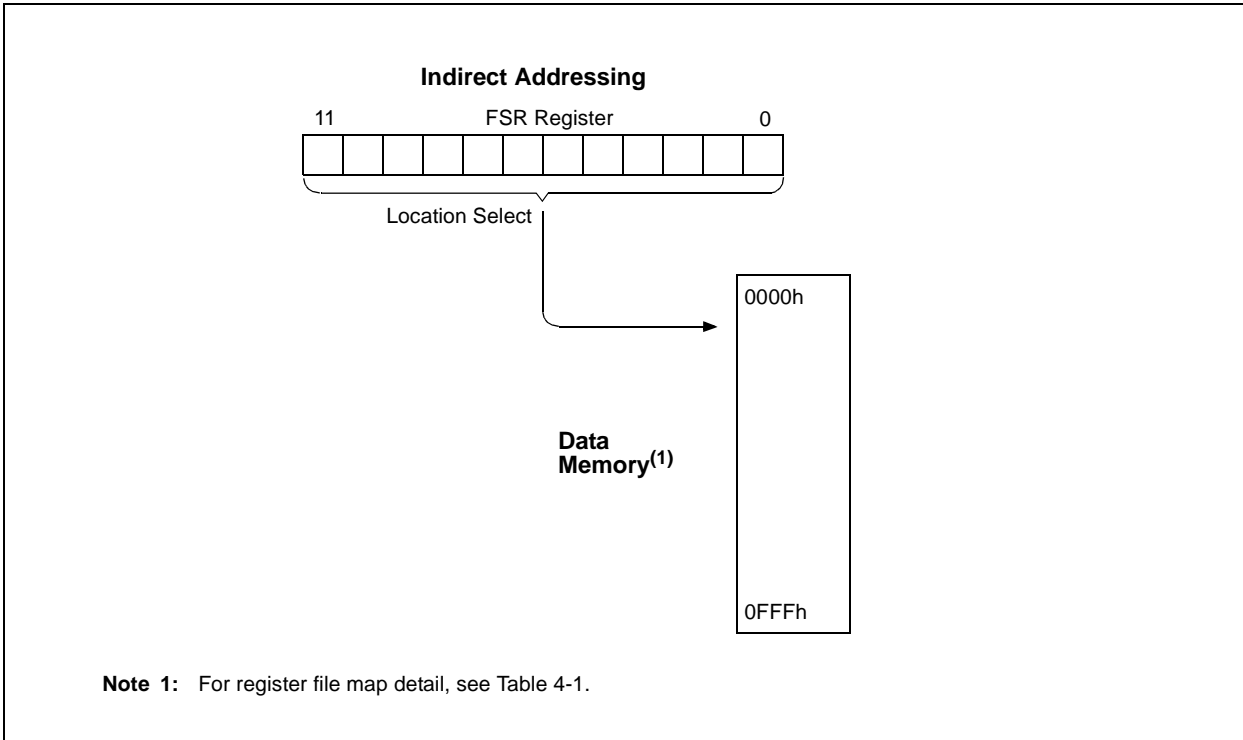 Indirect Addressing
11 FSR Register 0
Location Select
0000h
Data
Memory(1)
0FFFh
Note 1: For register file map detail, see Table 4-1.